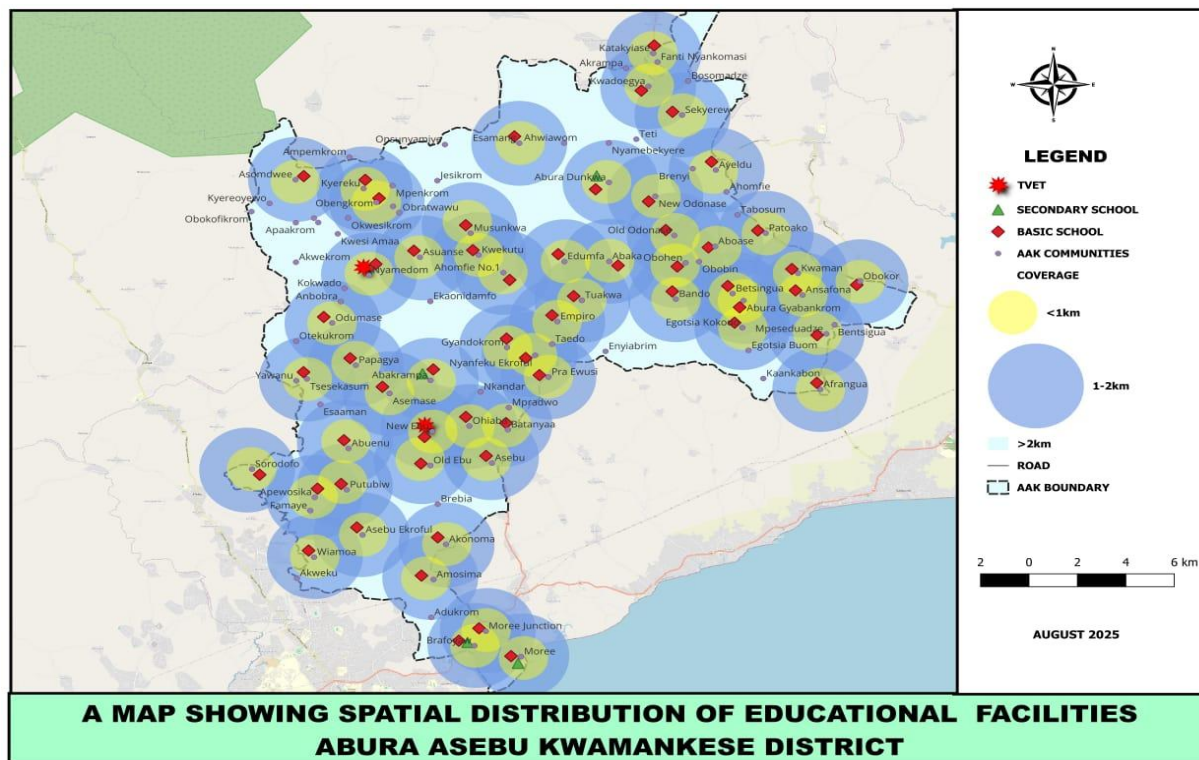 Katakyiase
Fanti Nyankomasi
Akrampa
Bosomadze
Kwadoegya
Sekyerew
Opsunyamiye
Esamang
Ahwiawom
Teti
Nyamebekyere
Ampemkrom
Asomdwee
Kyereku
Jesikrom
Abura Dunkwa
Brenyi
Ayeldu
Ahomfie
Mpenkrom
Kyereoyewo
Obengkrom
Obratwawu
New Odonase
Tabosum
Obokofikrom
Apaakrom
Okwesikrom
Musunkwa
Old Odonase
Patoako
Kwesi Amaa
Asuanse
Kwekutu
Aboase
Akwekrom
Nyamedom
Ahomfie No.1
Edumfa
Abaka
Obohen
Obobin
Kwaman
Obokor
Kokwado
Anbobra
Ekaonidamfo
Tuakwa
Bando
Betsingua
Ansafona
Abura Gyabankrom
Odumase
Empiro
Egotsia Kokoo
Mpeseduadze
Bentsigua
Otekukrom
Gyandokrom
Taedo
Enyiabrim
Egotsia Buom
Papagya
Nyanfeku Ekroful
Yawanu
Abakrampa
Pra Ewusi
Kaankabon
Tsesekasum
Asemase
Nkandar
Afrangua
Esaaman
Mpradwo
New E
Ohiaba
Batanyaa
Abuenu
Old Ebu
Asebu
Sorodofo
Apewosika
Putubiw
Famaye
Brebia
Asebu Ekroful
Akonoma
Wiamoa
Akweku
Amosima
Adukrom
Moree Junction
Brafo
Moree
N
W
E
S
LEGEND
TVET
SECONDARY SCHOOL
BASIC SCHOOL
AAK COMMUNITIES
COVERAGE
<1km
1-2km
>2km
ROAD
AAK BOUNDARY
2 0 2 4 6 km
AUGUST 2025
A MAP SHOWING SPATIAL DISTRIBUTION OF EDUCATIONAL FACILITIES
ABURA ASEBU KWAMANKESE DISTRICT